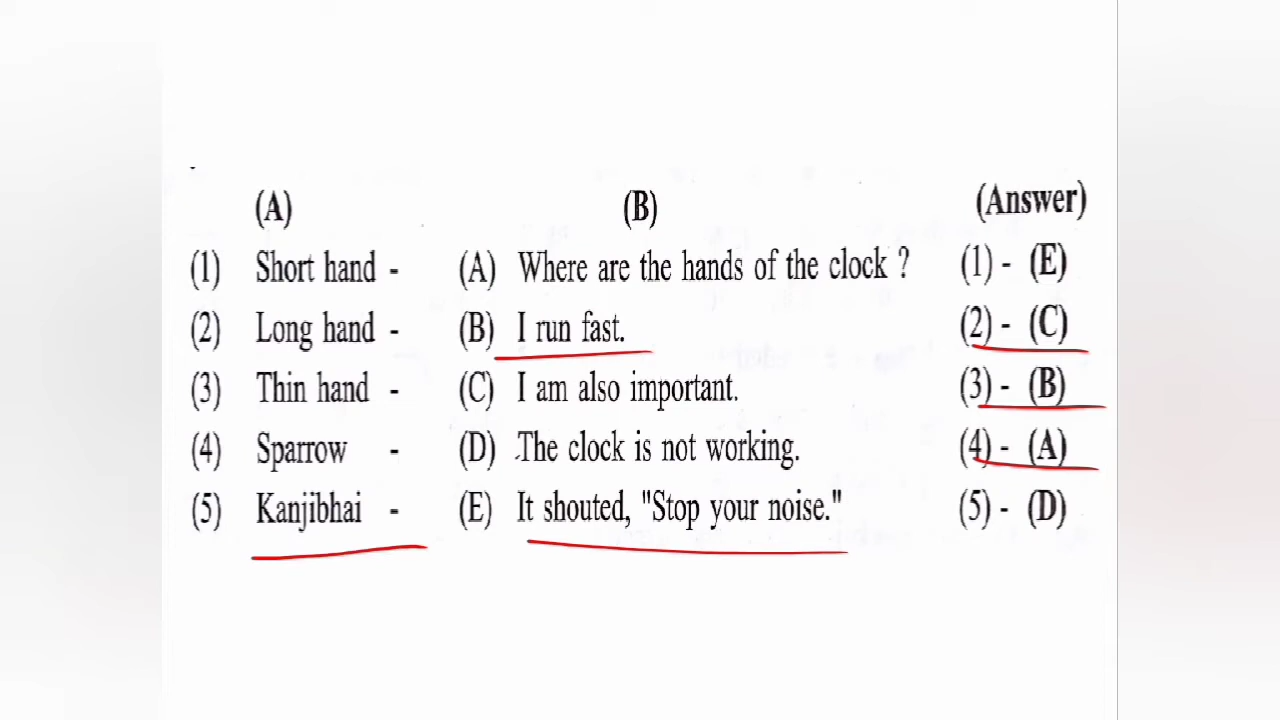 (A) (B) (Answer)
(1) Short hand - (A) Where are the hands of the clock ? (1) - (E)
(2) Long hand - (B) I run fast. (2) - (C)
(3) Thin hand - (C) I am also important. (3) - (B)
(4) Sparrow - (D) The clock is not working. (4) - (A)
(5) Kanjibhai - (E) It shouted, "Stop your noise." (5) - (D)